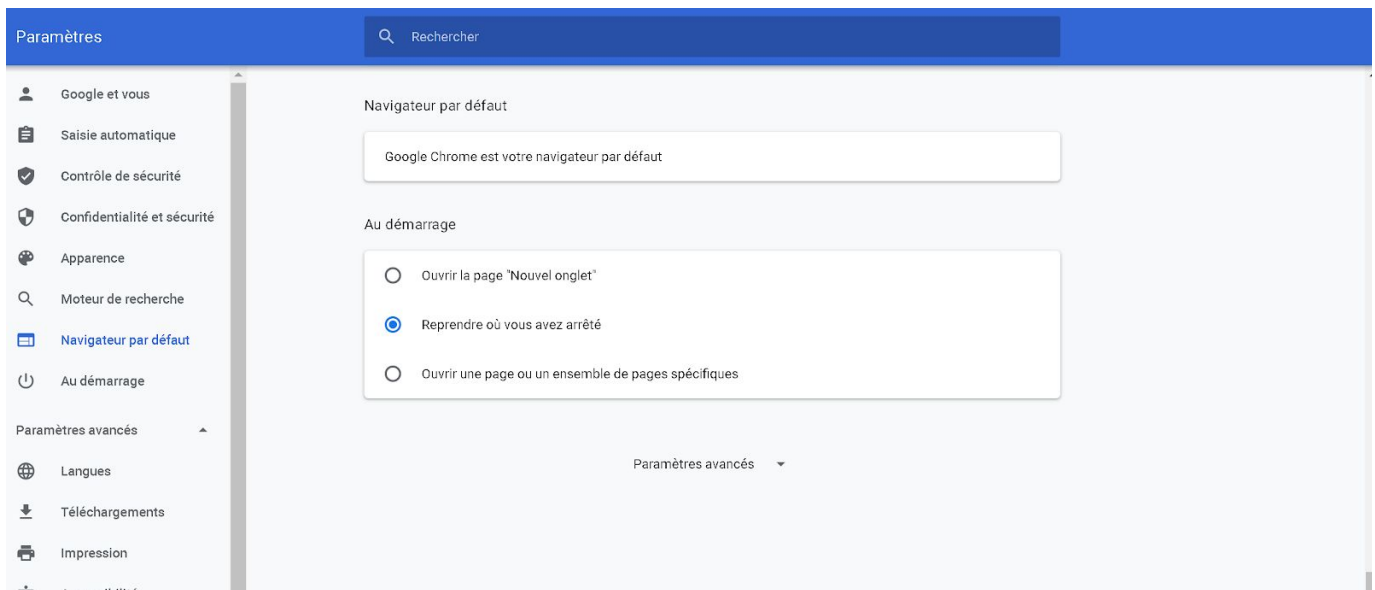 Paramètres
Rechercher
Google et vous
Saisie automatique
Contrôle de sécurité
Confidentialité et sécurité
Apparence
Moteur de recherche
Navigateur par défaut
Au démarrage
Paramètres avancés
Langues
Téléchargements
Impression
Navigateur par défaut
Google Chrome est votre navigateur par défaut
Au démarrage
Ouvrir la page "Nouvel onglet"
Reprendre où vous avez arrêté
Ouvrir une page ou un ensemble de pages spécifiques
Paramètres avancés